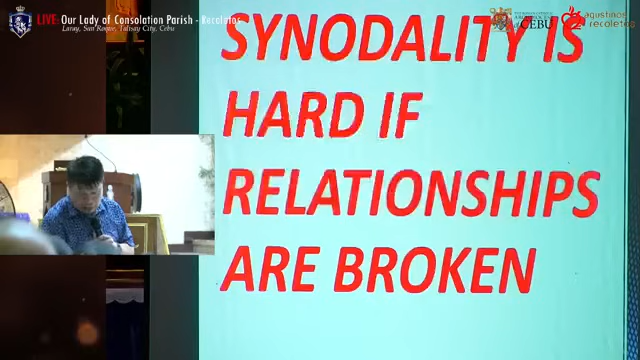 LIVE: Our Lady of Consolation Parish - Recoletos
Laray, San Roque, Talisay City, Cebu
CEBU
agustinos
recoletos
SYNODALITY IS
HARD IF
RELATIONSHIPS
ARE BROKEN